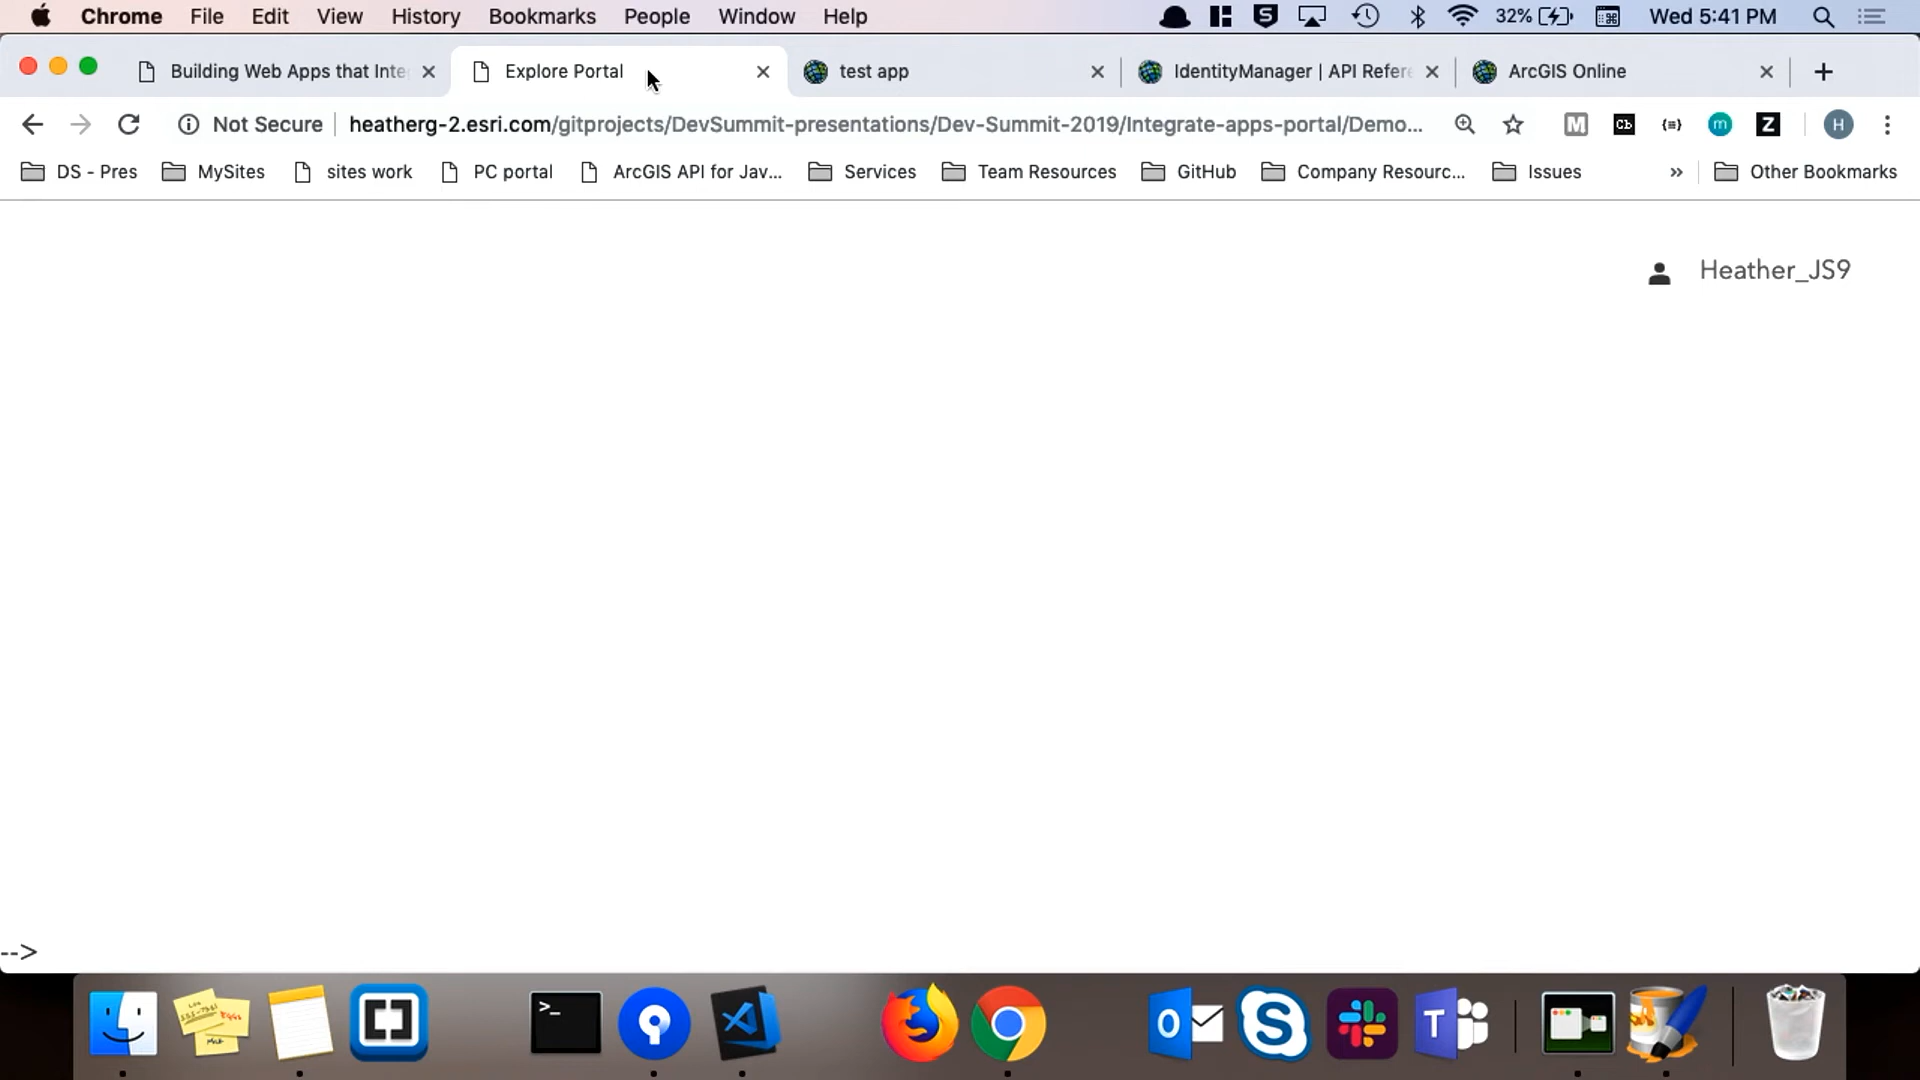 Chrome File Edit View History Bookmarks People Window Help 32% Wed 5:41 PM
Building Web Apps that Inte Explore Portal test app IdentityManager | API Refere ArcGIS Online
Not Secure heatherg-2.esri.com/gitprojects/DevSummit-presentations/Dev-Summit-2019/Integrate-apps-portal/Demo... H
DS - Pres MySites sites work PC portal ArcGIS API for Jav... Services Team Resources GitHub Company Resourc... Issues » Other Bookmarks
Heather_JS9
-->